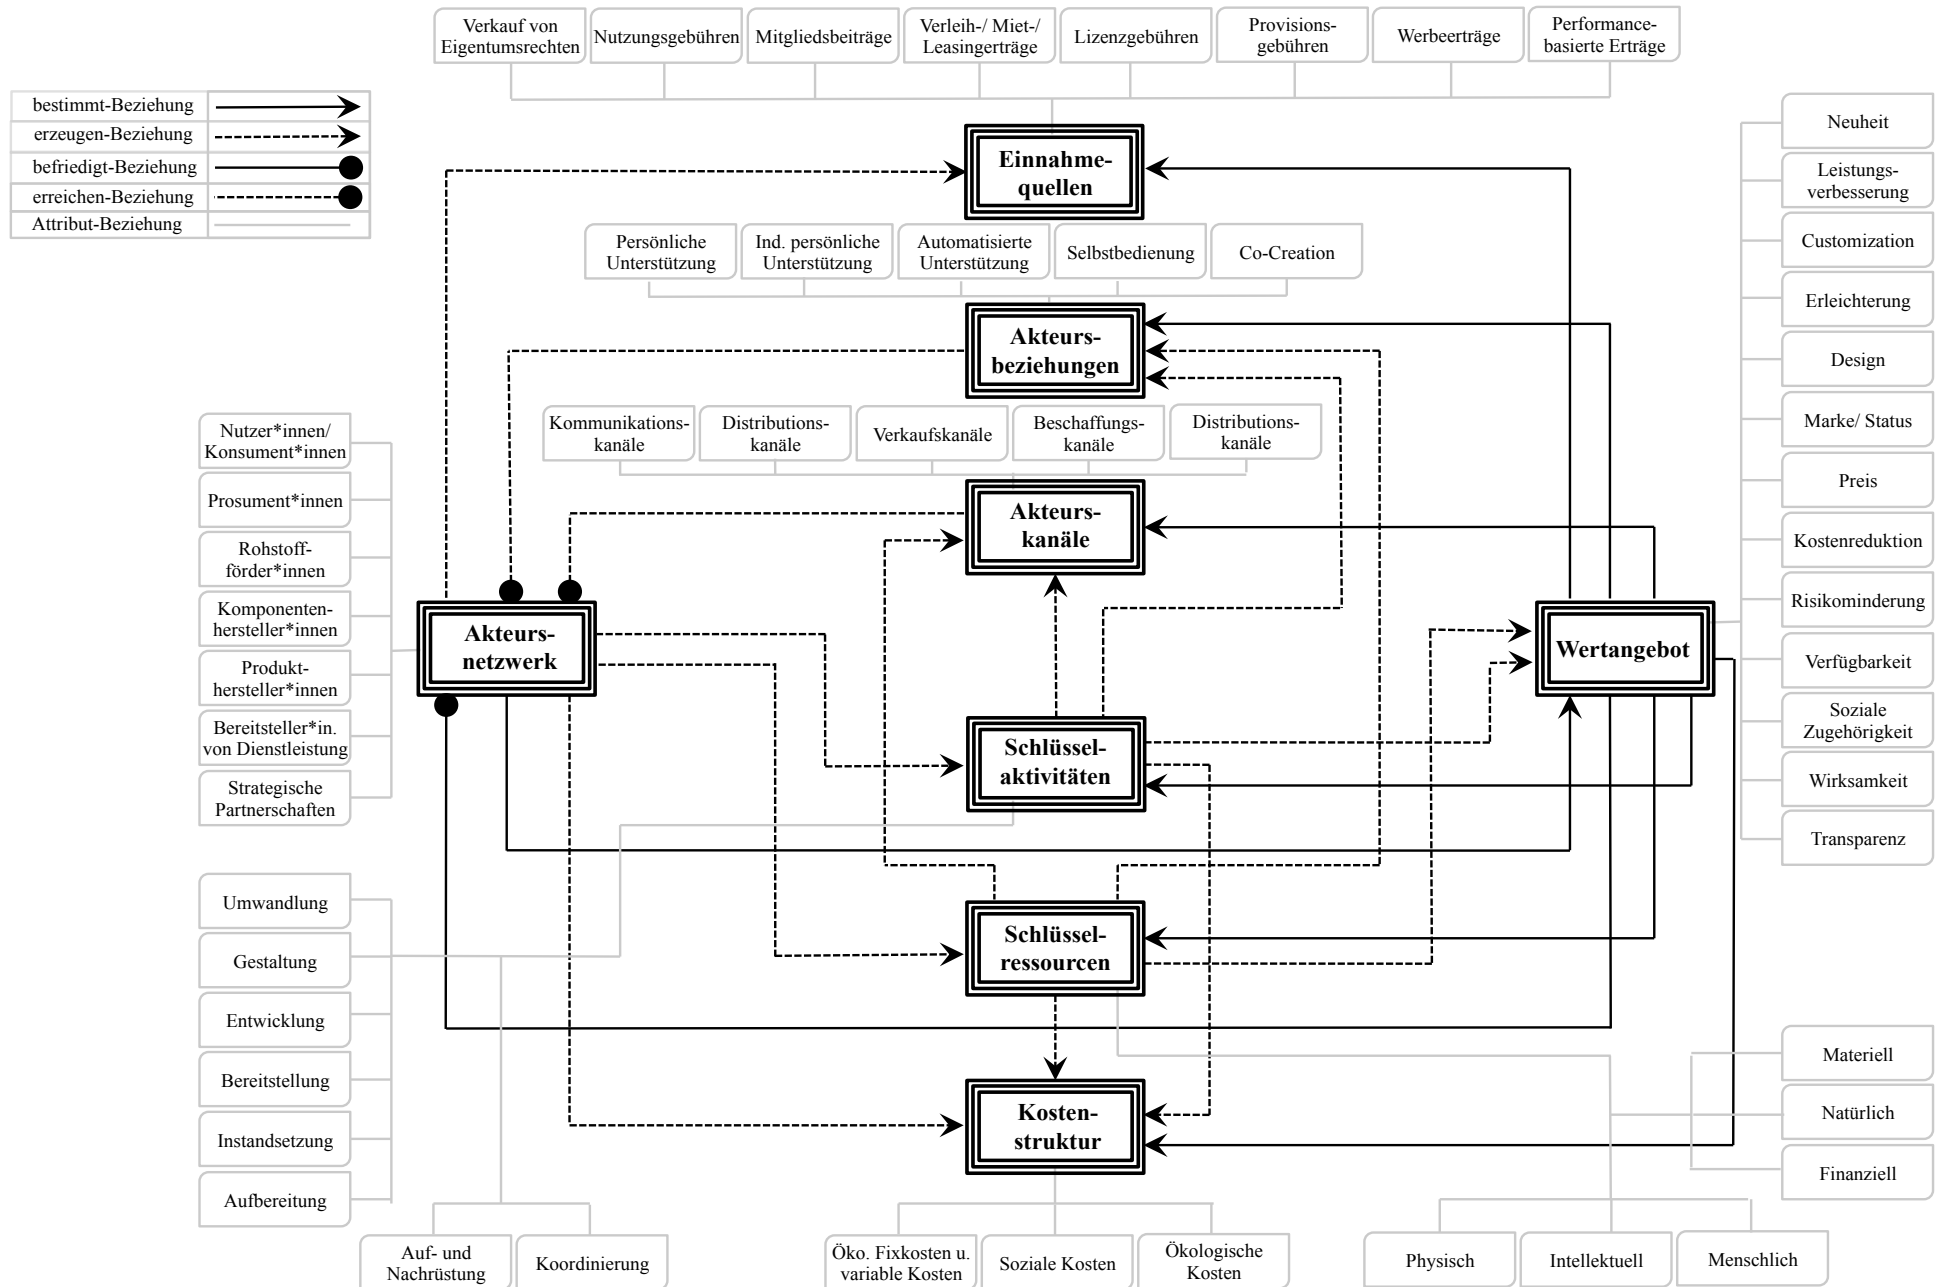 Verkauf von
Eigentumsrechten
Nutzungsgebühren
Mitgliedsbeiträge
Verleih-/ Miet-/
Leasingerträge
Lizenzgebühren
Provisions-
gebühren
Werbeerträge
Performance-
basierte Erträge
bestimmt-Beziehung
erzeugen-Beziehung
befriedigt-Beziehung
erreichen-Beziehung
Attribut-Beziehung
Einnahme-
quellen
Persönliche
Unterstützung
Ind. persönliche
Unterstützung
Automatisierte
Unterstützung
Selbstbedienung
Co-Creation
Akteurs-
beziehungen
Kommunikations-
kanäle
Distributions-
kanäle
Verkaufskanäle
Beschaffungs-
kanäle
Distributions-
kanäle
Akteurs-
kanäle
Nutzer*innen/
Konsument*innen
Prosument*innen
Rohstoff-
förder*innen
Komponenten-
hersteller*innen
Produkt-
hersteller*innen
Bereitsteller*in.
von Dienstleistung
Strategische
Partnerschaften
Akteurs-
netzwerk
Wertangebot
Neuheit
Leistungs-
verbesserung
Customization
Erleichterung
Design
Marke/ Status
Preis
Kostenreduktion
Risikominderung
Verfügbarkeit
Soziale
Zugehörigkeit
Wirksamkeit
Transparenz
Schlüssel-
aktivitäten
Schlüssel-
ressourcen
Kosten-
struktur
Umwandlung
Gestaltung
Entwicklung
Bereitstellung
Instandsetzung
Aufbereitung
Auf- und
Nachrüstung
Koordinierung
Öko. Fixkosten u.
variable Kosten
Soziale Kosten
Ökologische
Kosten
Materiell
Natürlich
Finanziell
Physisch
Intellektuell
Menschlich